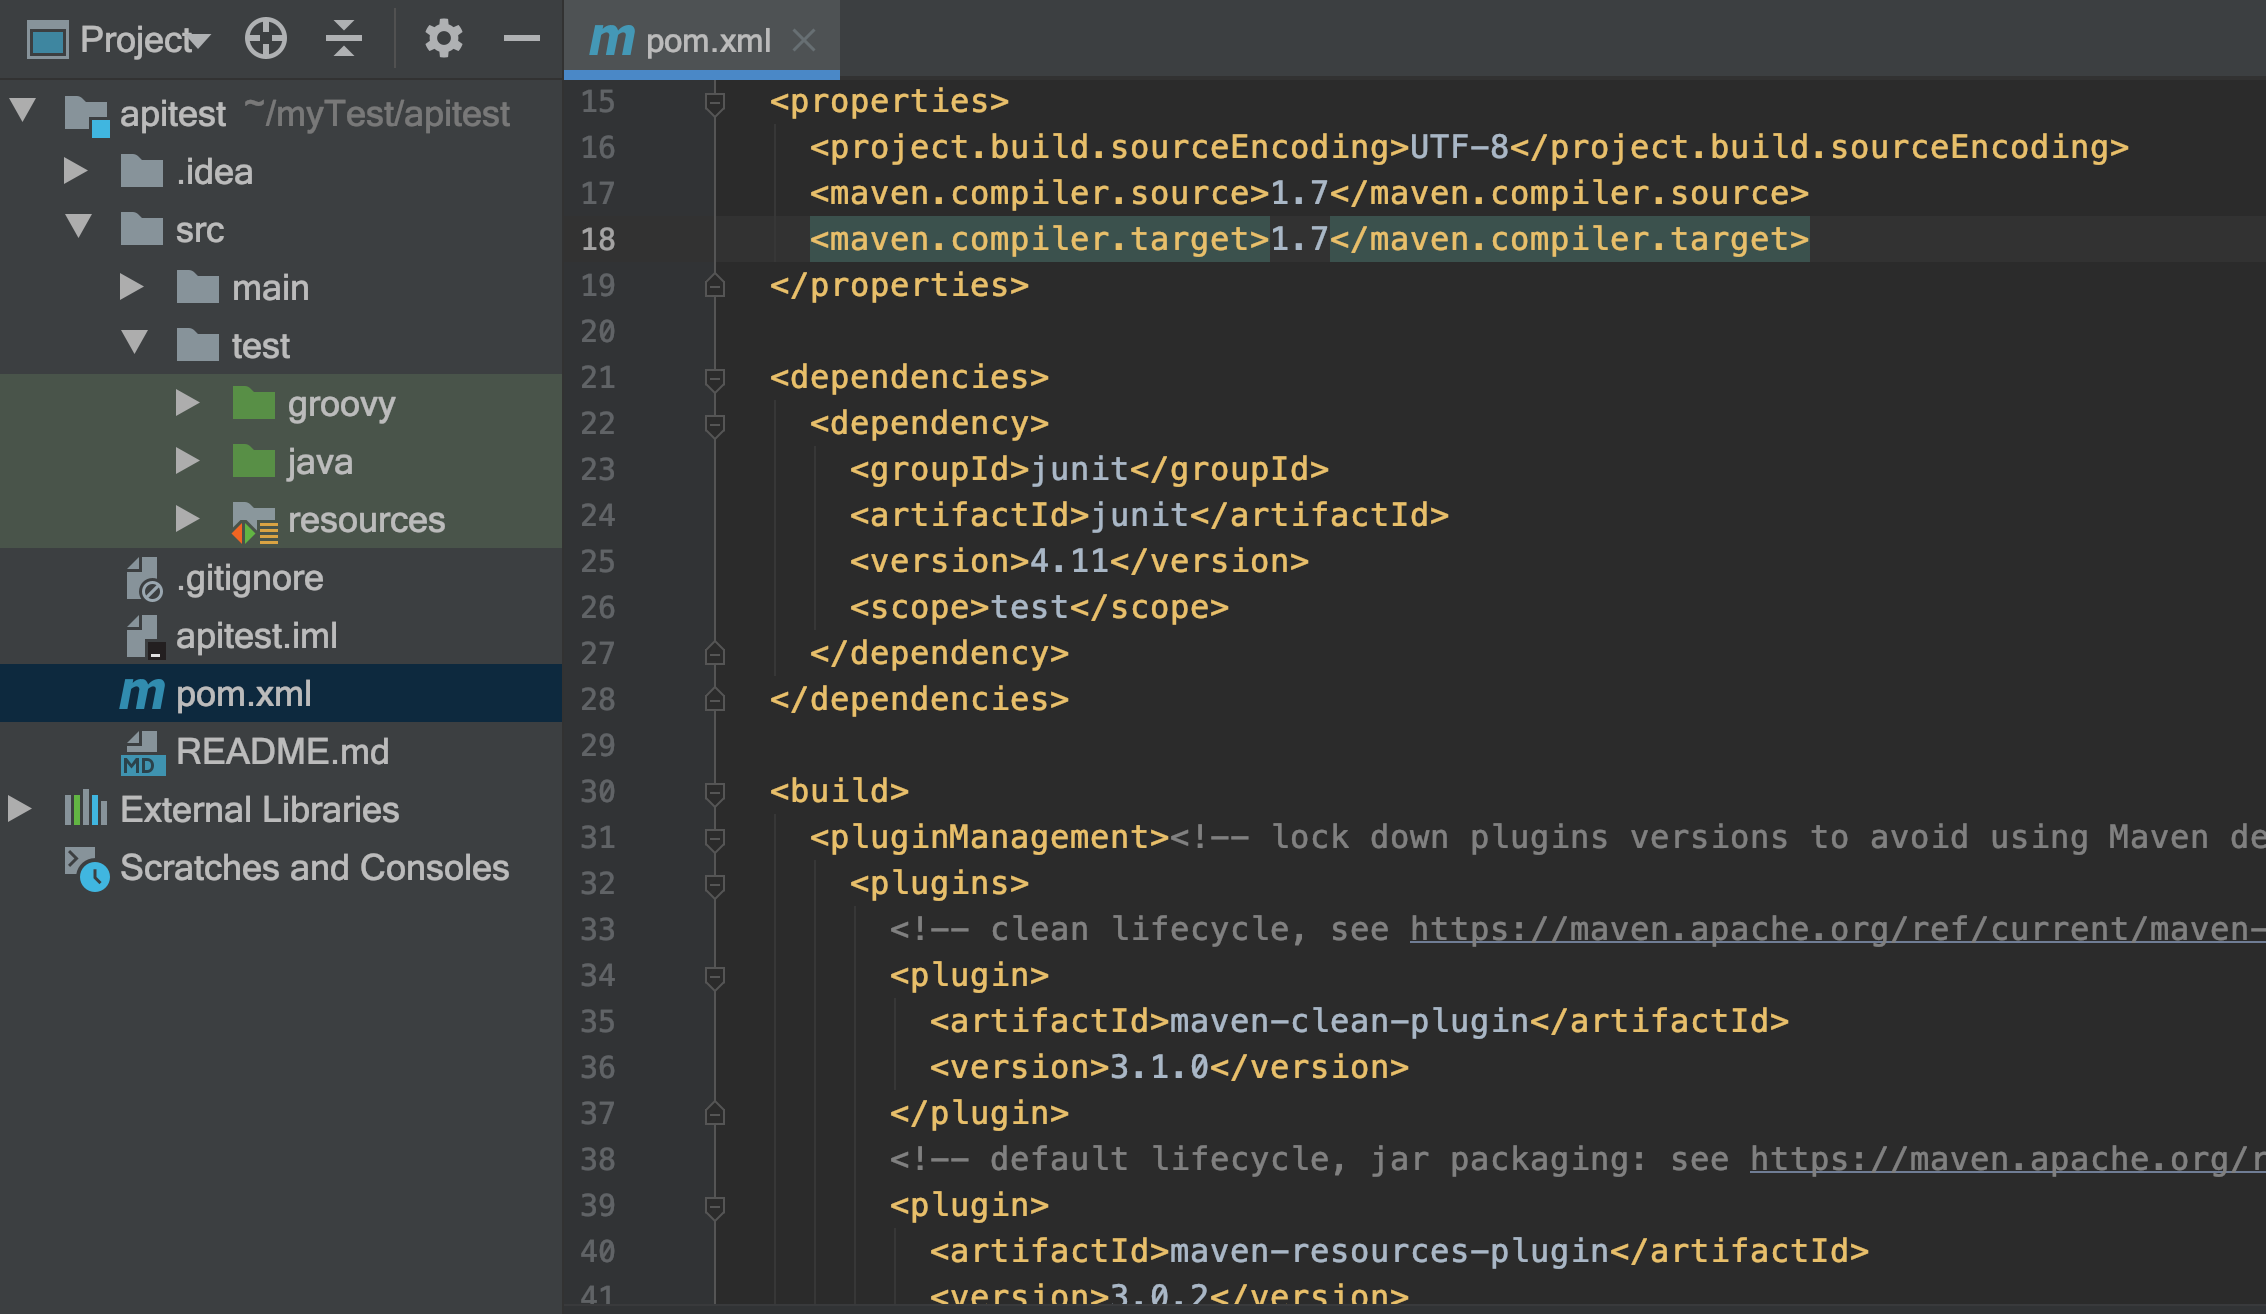 Project
apitest ~/myTest/apitest
.idea
src
main
test
groovy
java
resources
.gitignore
apitest.iml
m pom.xml
MD README.md
External Libraries
Scratches and Consoles
m pom.xml
15 <properties>
16 <project.build.sourceEncoding>UTF-8</project.build.sourceEncoding>
17 <maven.compiler.source>1.7</maven.compiler.source>
18 <maven.compiler.target>1.7</maven.compiler.target>
19 </properties>
20
21 <dependencies>
22 <dependency>
23 <groupId>junit</groupId>
24 <artifactId>junit</artifactId>
25 <version>4.11</version>
26 <scope>test</scope>
27 </dependency>
28 </dependencies>
29
30 <build>
31 <pluginManagement><!-- lock down plugins versions to avoid using Maven de
32 <plugins>
33 <!-- clean lifecycle, see https://maven.apache.org/ref/current/maven-
34 <plugin>
35 <artifactId>maven-clean-plugin</artifactId>
36 <version>3.1.0</version>
37 </plugin>
38 <!-- default lifecycle, jar packaging: see https://maven.apache.org/r
39 <plugin>
40 <artifactId>maven-resources-plugin</artifactId>
41 <version>3.0.2</version>